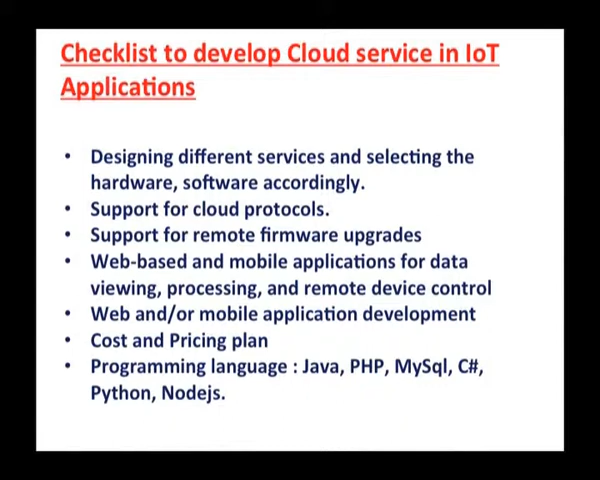 Checklist to develop Cloud service in IoT
Applications
• Designing different services and selecting the
hardware, software accordingly.
• Support for cloud protocols.
• Support for remote firmware upgrades
• Web-based and mobile applications for data
viewing, processing, and remote device control
• Web and/or mobile application development
• Cost and Pricing plan
• Programming language : Java, PHP, MySql, C#,
Python, Nodejs.